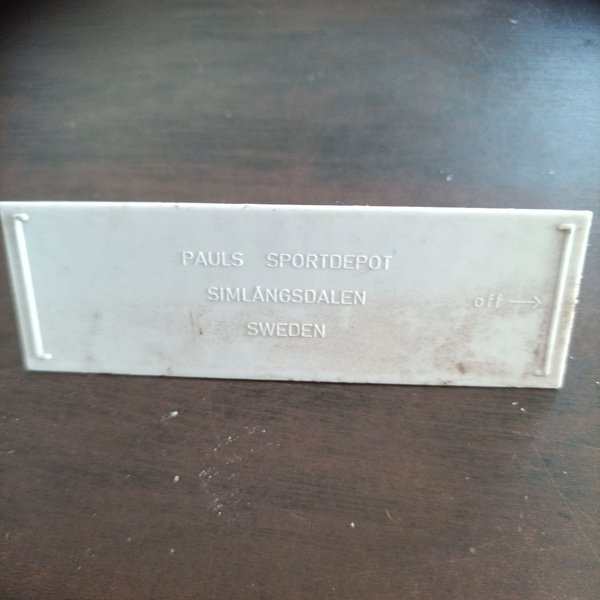 PAULS SPORTDEPOT
SIMLÅNGSDALEN
SWEDEN
off →